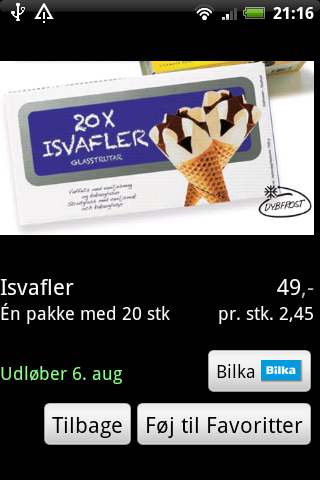 21:16
20X
ISVAFLER
GLASSTRUTAR
DYBFROST
Isvafler
49,-
Én pakke med 20 stk
pr. stk. 2,45
Udløber 6. aug
Bilka Bilka
Tilbage
Føj til Favoritter